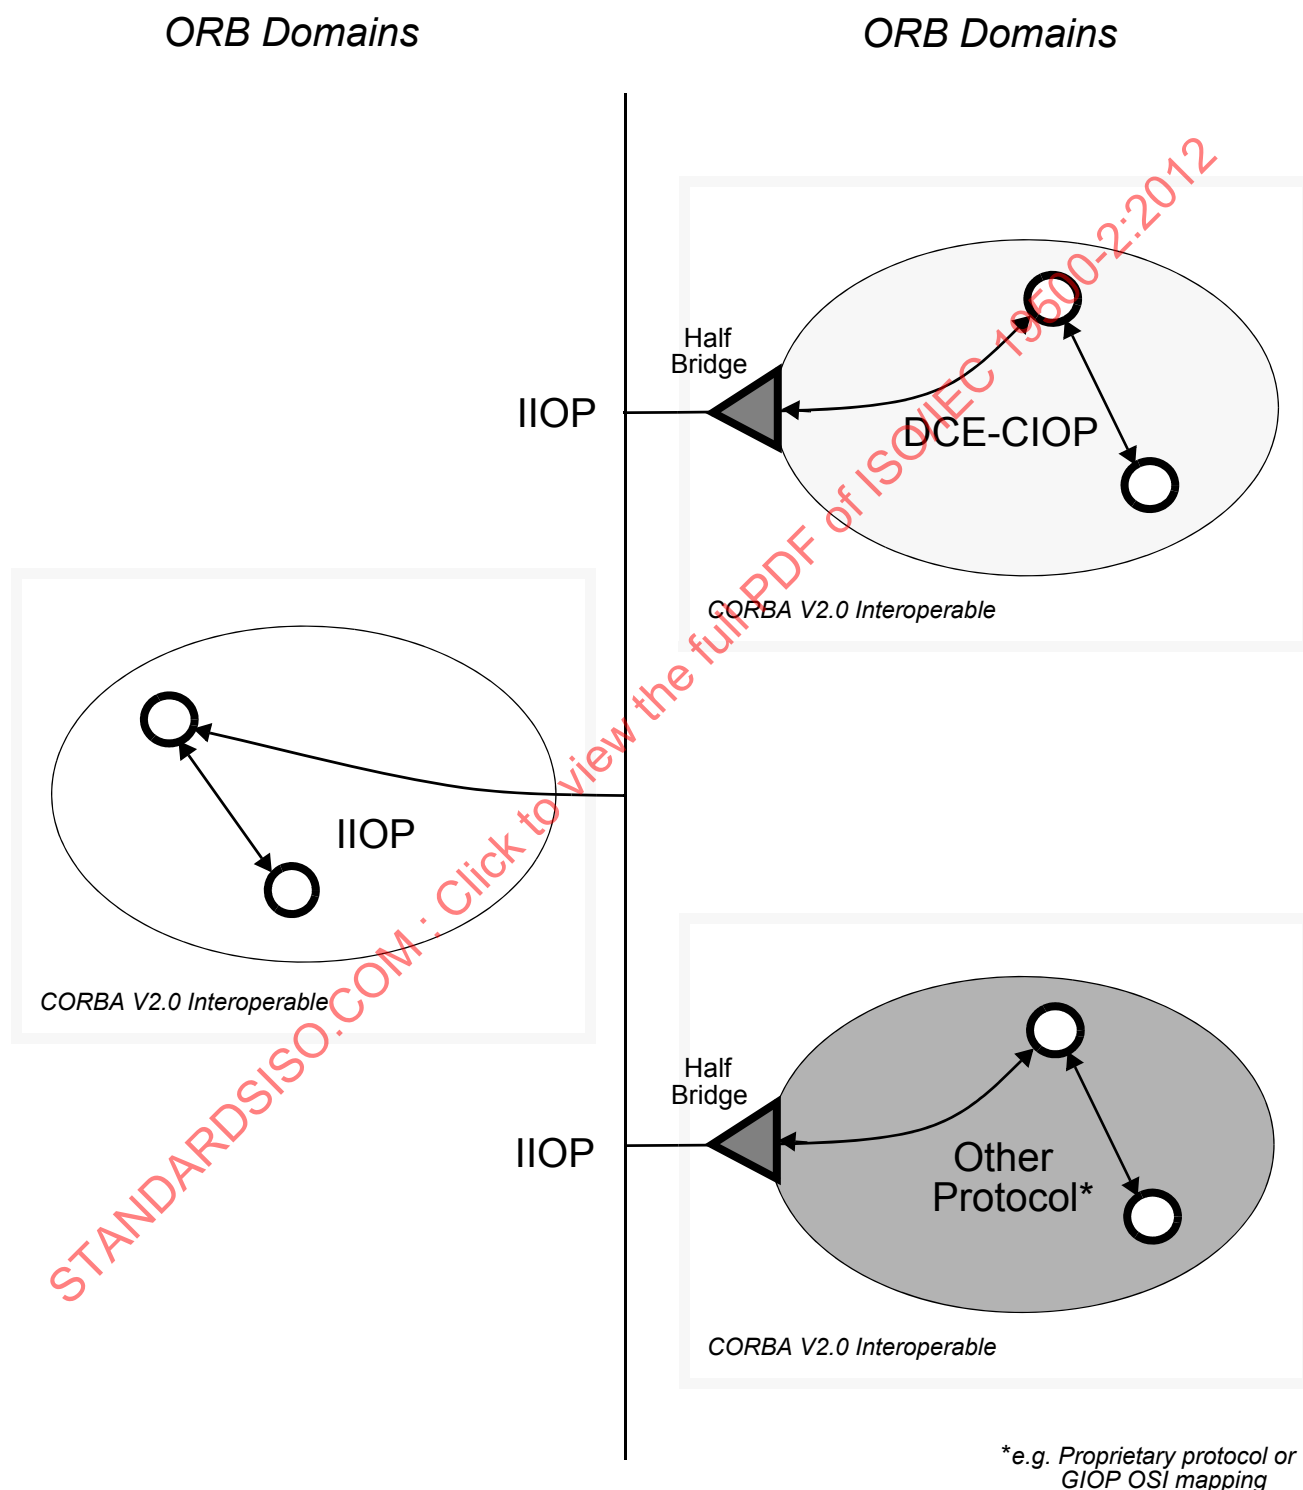 ORB Domains
ORB Domains
Half
Bridge
IIOP
DCE-CIOP
CORBA V2.0 Interoperable
IIOP
CORBA V2.0 Interoperable
Half
Bridge
IIOP
Other
Protocol*
CORBA V2.0 Interoperable
*e.g. Proprietary protocol or
GIOP OSI mapping
STANDARDSISO.COM : Click to view the full PDF of ISO/IEC 19500-2:2012